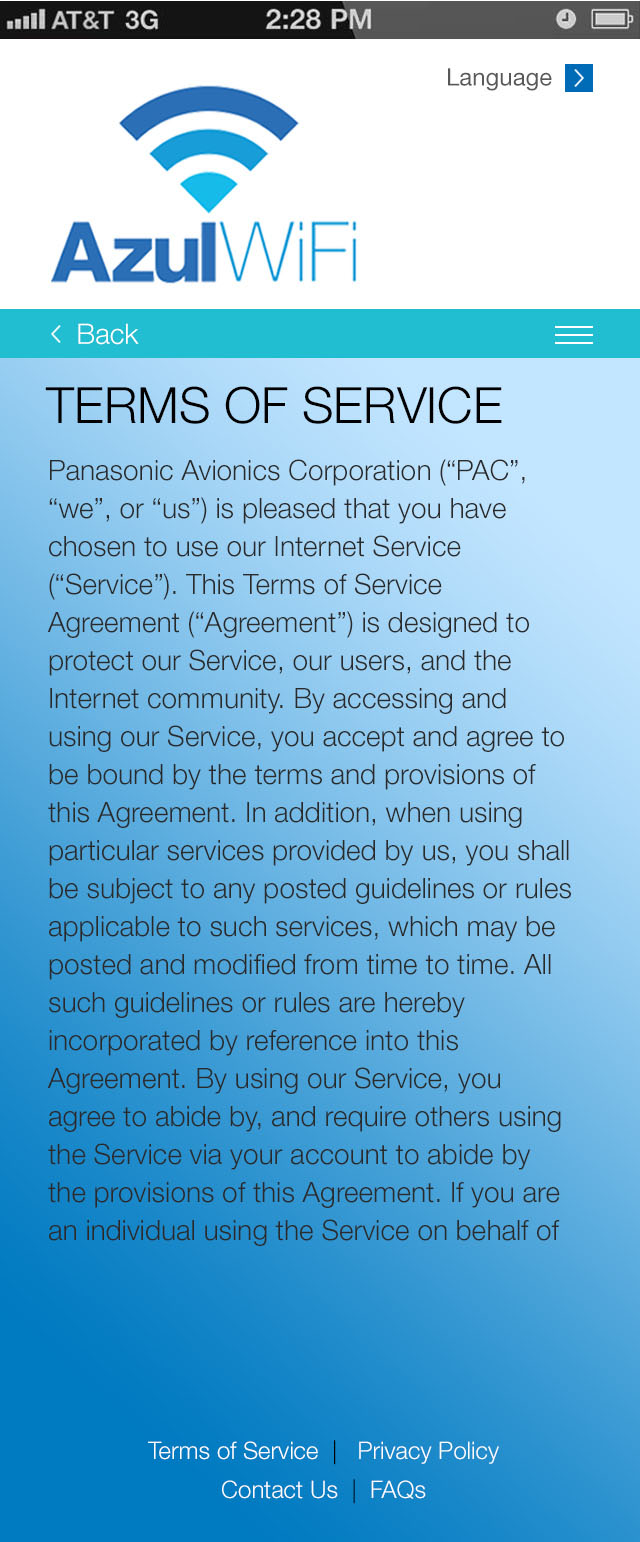 AT&T 3G 2:28 PM
Language
AzulWiFi
Back
TERMS OF SERVICE
Panasonic Avionics Corporation (“PAC”,
“we”, or “us”) is pleased that you have
chosen to use our Internet Service
(“Service”). This Terms of Service
Agreement (“Agreement”) is designed to
protect our Service, our users, and the
Internet community. By accessing and
using our Service, you accept and agree to
be bound by the terms and provisions of
this Agreement. In addition, when using
particular services provided by us, you shall
be subject to any posted guidelines or rules
applicable to such services, which may be
posted and modified from time to time. All
such guidelines or rules are hereby
incorporated by reference into this
Agreement. By using our Service, you
agree to abide by, and require others using
the Service via your account to abide by
the provisions of this Agreement. If you are
an individual using the Service on behalf of
Terms of Service | Privacy Policy
Contact Us | FAQs